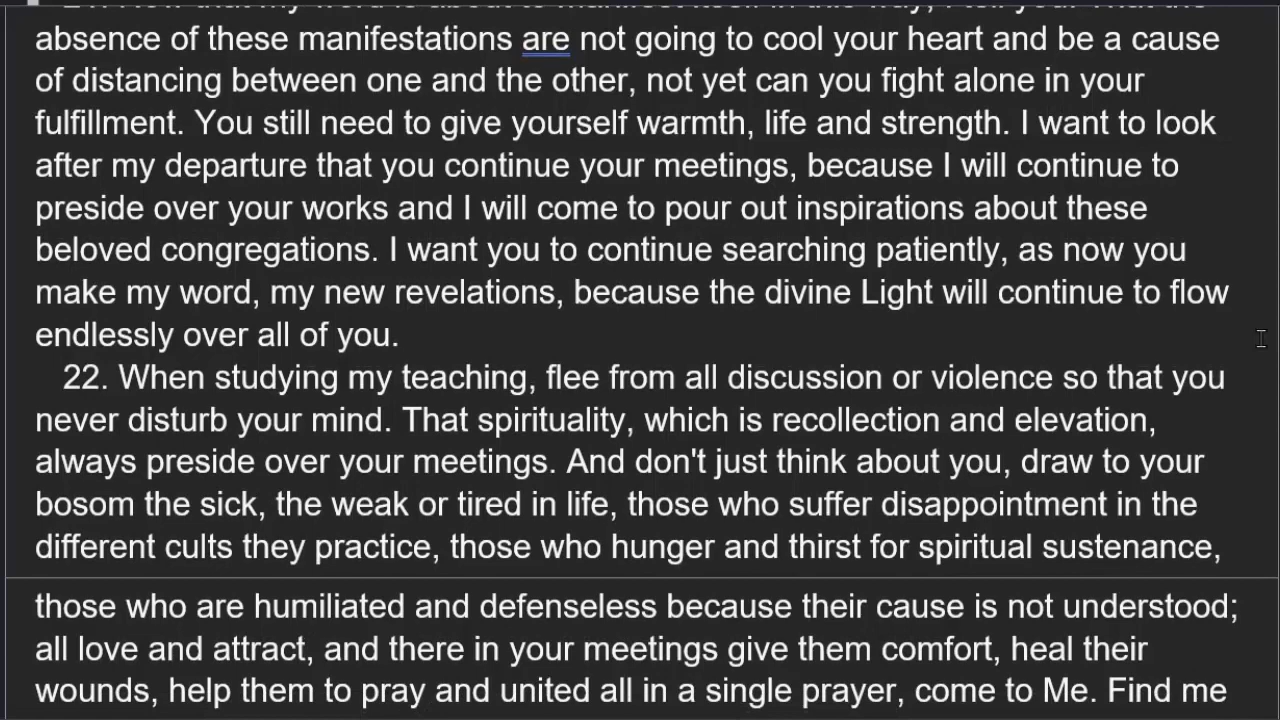 absence of these manifestations are not going to cool your heart and be a cause
of distancing between one and the other, not yet can you fight alone in your
fulfillment. You still need to give yourself warmth, life and strength. I want to look
after my departure that you continue your meetings, because I will continue to
preside over your works and I will come to pour out inspirations about these
beloved congregations. I want you to continue searching patiently, as now you
make my word, my new revelations, because the divine Light will continue to flow
endlessly over all of you.
22. When studying my teaching, flee from all discussion or violence so that you
never disturb your mind. That spirituality, which is recollection and elevation,
always preside over your meetings. And don't just think about you, draw to your
bosom the sick, the weak or tired in life, those who suffer disappointment in the
different cults they practice, those who hunger and thirst for spiritual sustenance,
those who are humiliated and defenseless because their cause is not understood;
all love and attract, and there in your meetings give them comfort, heal their
wounds, help them to pray and united all in a single prayer, come to Me. Find me